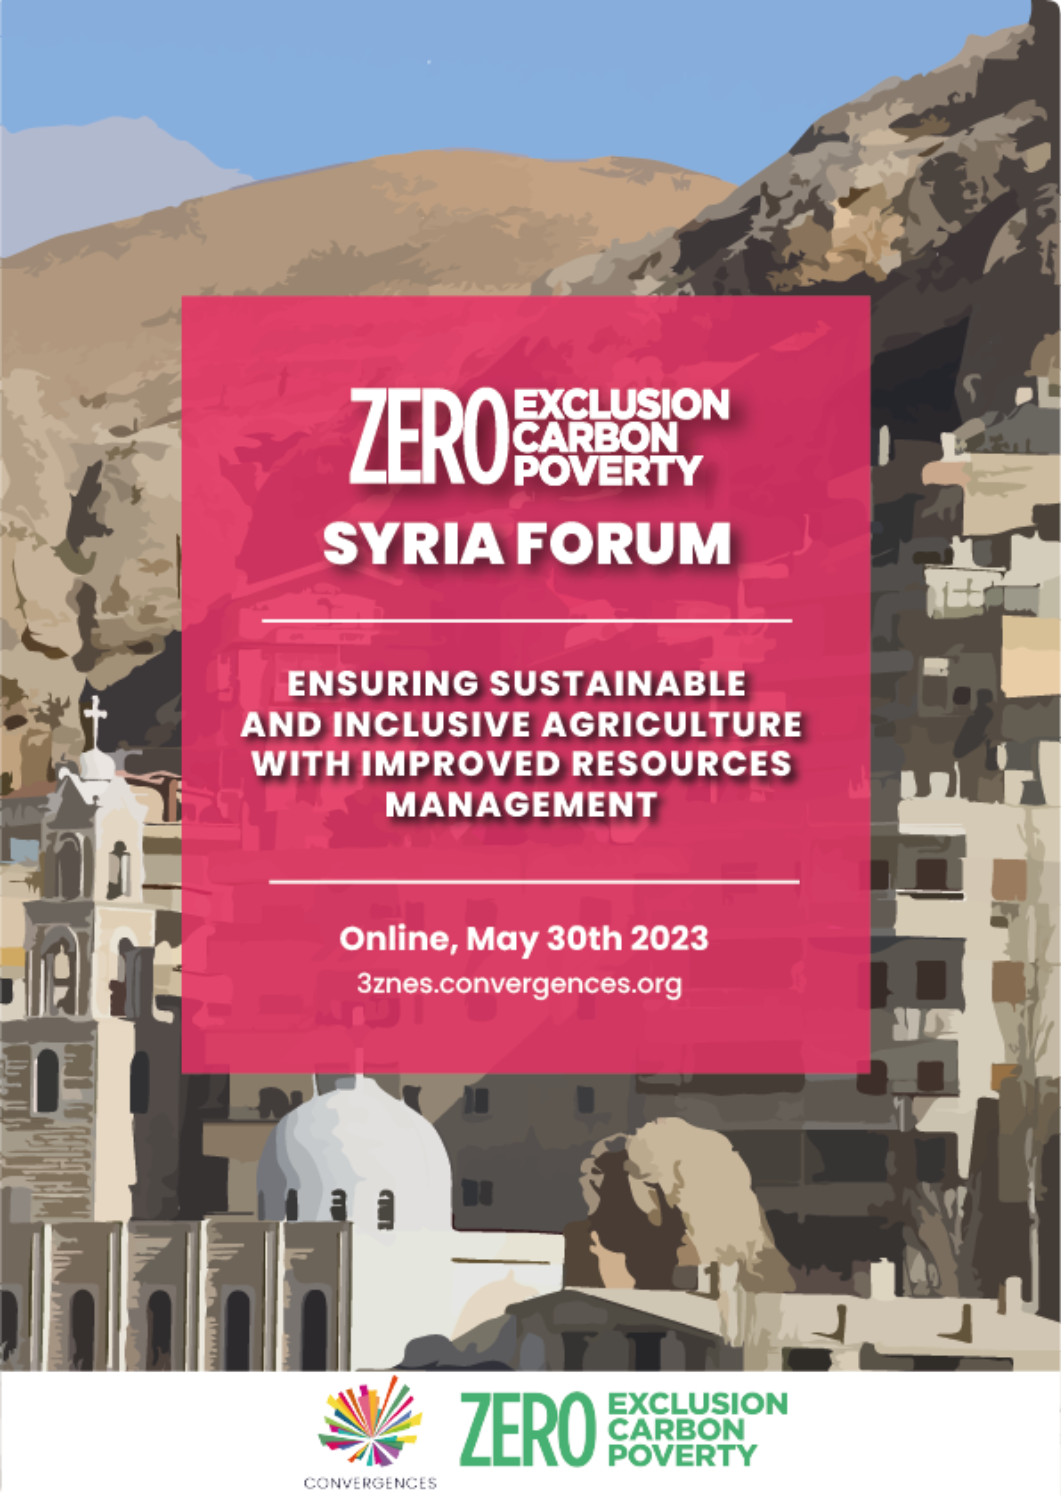 ZERO EXCLUSION
CARBON
POVERTY
SYRIA FORUM
ENSURING SUSTAINABLE
AND INCLUSIVE AGRICULTURE
WITH IMPROVED RESOURCES
MANAGEMENT
Online, May 30th 2023
3znes.convergences.org
CONVERGENCES
ZERO EXCLUSION
CARBON
POVERTY